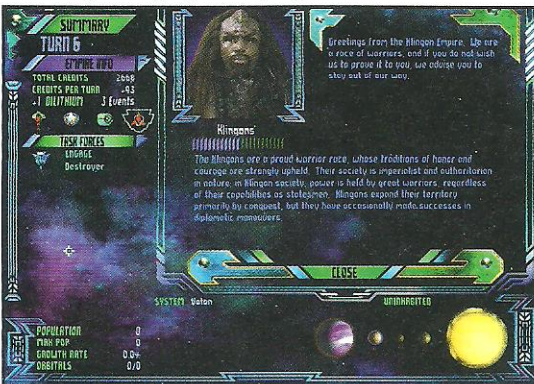 SUMMARY
TURN 6
EMPIRE INFO
TOTAL CREDITS 2668
CREDITS PER TURN -93
-1 DILITHIUM 3 Events
TASK FORCES
ENGAGE
Destroyer
Greetings from the Klingon Empire. We are
a race of warriors, and if you do not wish
us to prove it to you, we advise you to
stay out of our way.
Klingons
The Klingons are a proud warrior race, whose traditions of honor and
courage are strongly upheld. Their society is imperialist and authoritarian
in nature; in Klingon society, power is held by great warriors, regardless
of their capabilities as statesmen. Klingons expand their territory
primarily by conquest, but they have occasionally made successes in
diplomatic maneuvers.
CLOSE
SYSTEM Voton
UNINHABITED
POPULATION 0
MAX POP 0
GROWTH RATE 0.0%
ORBITALS 0/0